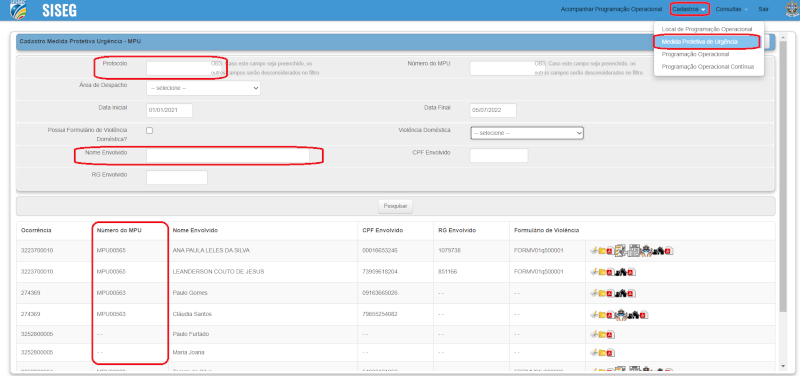 SISEG
Acompanhar Programação Operacional
Cadastros
Consultas
Sair
Local de Programação Operacional
Medida Protetiva de Urgência
Programação Operacional
Programação Operacional Contínua
Cadastro Medida Protetiva Urgência - MPU
Protocolo
OBS: Caso este campo seja preenchido, os
outros campos serão desconsiderados no filtro
Número do MPU
OBS: Caso este campo seja preenchido, os
outros campos serão desconsiderados no filtro
Área de Despacho
-- selecione --
Data Inicial
01/01/2021
Data Final
05/07/2022
Possui Formulário de Violência
Doméstica?
Violência Doméstica
-- selecione --
Nome Envolvido
CPF Envolvido
RG Envolvido
Pesquisar
Ocorrência Número do MPU Nome Envolvido CPF Envolvido RG Envolvido Formulário de Violência
3223700010 MPU00565 ANA PAULA LELES DA SILVA 00016653246 1079738 FORMV01q500001
3223700010 MPU00565 LEANDERSON COUTO DE JESUS 73999618204 851166 FORMV01q500001
274369 MPU00563 Paulo Gomes 09163665026 - - - -
274369 MPU00563 Cláudia Santos 79855254082 - - - -
3252800005 - - Paulo Furtado - - - - - -
3252800005 - - Maria Joana - - - - - -